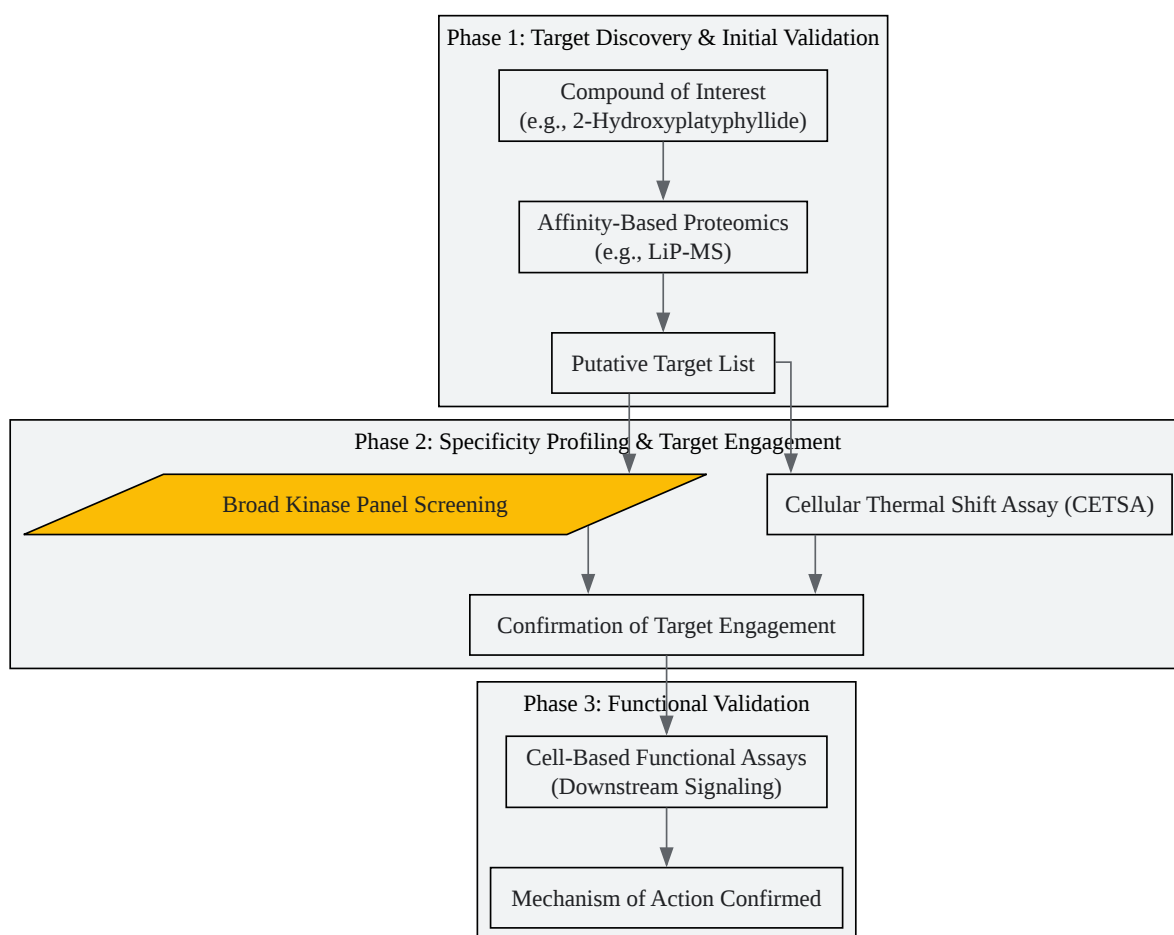 Phase 1: Target Discovery & Initial Validation
Compound of Interest
(e.g., 2-Hydroxyplatyphyllide)
Affinity-Based Proteomics
(e.g., LiP-MS)
Putative Target List
Phase 2: Specificity Profiling & Target Engagement
Broad Kinase Panel Screening
Cellular Thermal Shift Assay (CETSA)
Confirmation of Target Engagement
Phase 3: Functional Validation
Cell-Based Functional Assays
(Downstream Signaling)
Mechanism of Action Confirmed